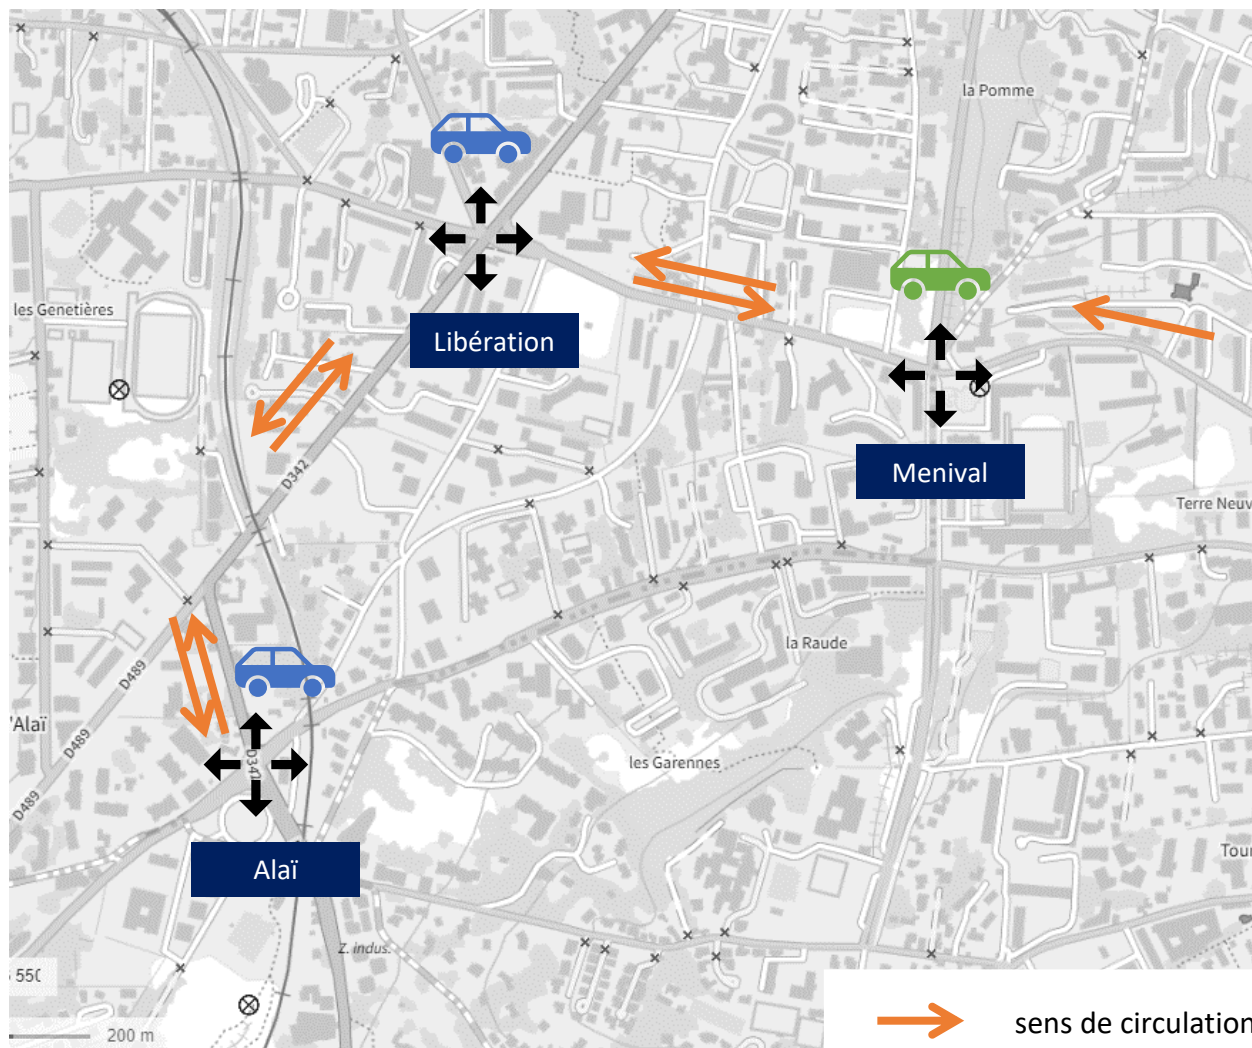 la Pomme
les Genetières
Libération
Menival
D342
Terre Neuv
la Raude
D489
'Alaï
D489
les Garennes
D34
D489
Alaï
Tour
Z. indus.
550
200 m
sens de circulation